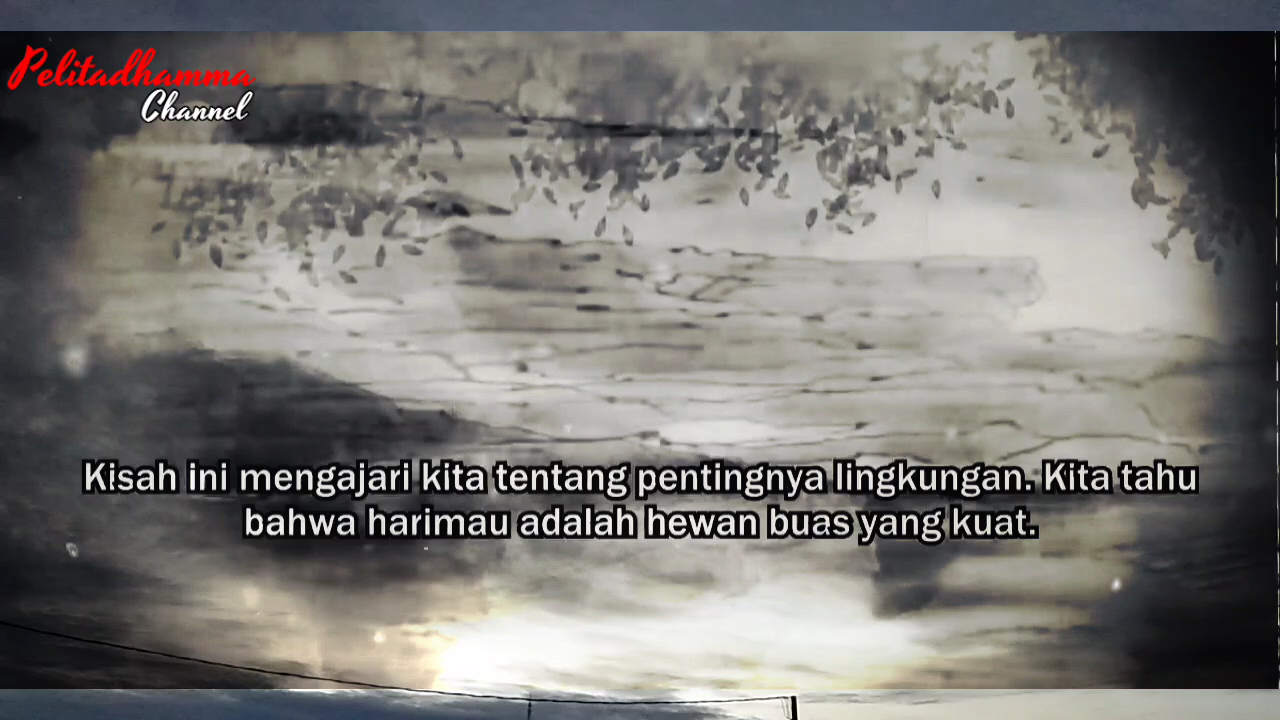 Pelitadhamma
Channel
Kisah ini mengajari kita tentang pentingnya lingkungan. Kita tahu
bahwa harimau adalah hewan buas yang kuat.